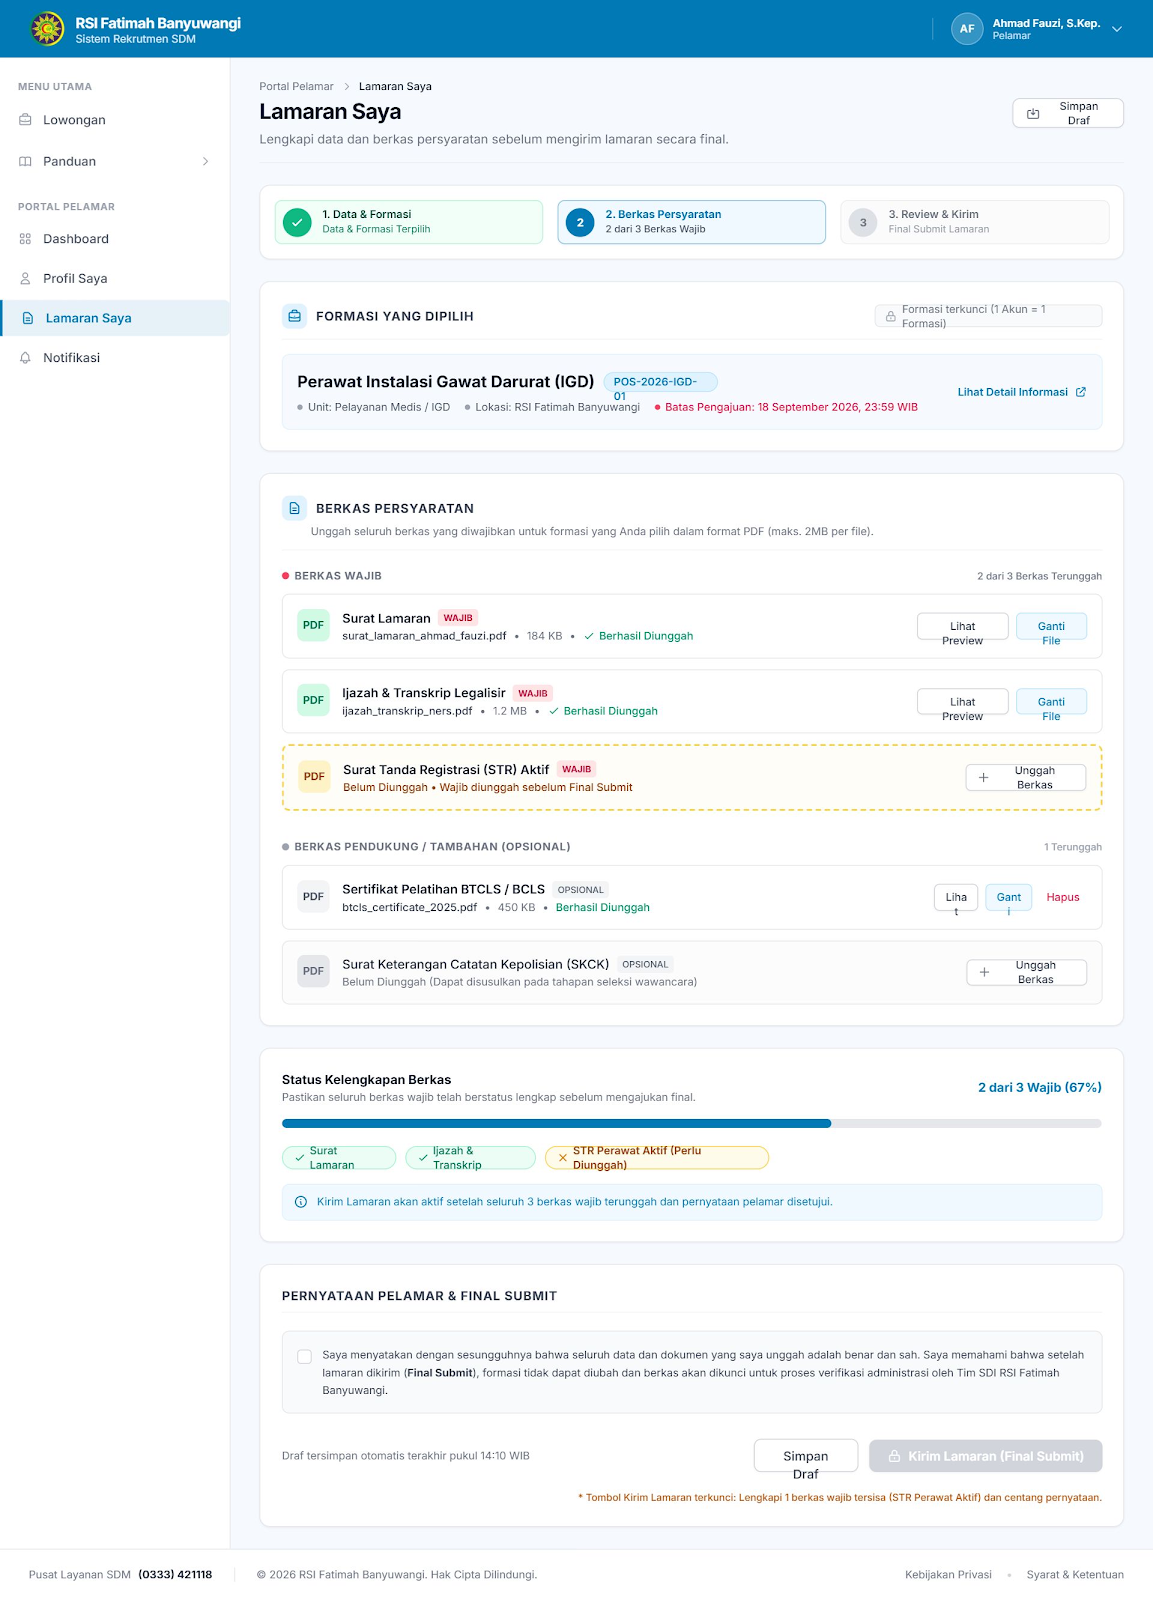 RSI Fatimah Banyuwangi
Sistem Rekrutmen SDM
AF
Ahmad Fauzi, S.Kep.
Pelamar
MENU UTAMA
Lowongan
Panduan
PORTAL PELAMAR
Dashboard
Profil Saya
Lamaran Saya
Notifikasi
Portal Pelamar
Lamaran Saya
Lamaran Saya
Lengkapi data dan berkas persyaratan sebelum mengirim lamaran secara final.
Simpan
Draf
1. Data & Formasi
Data & Formasi Terpilih
2
2. Berkas Persyaratan
2 dari 3 Berkas Wajib
3
3. Review & Kirim
Final Submit Lamaran
FORMASI YANG DIPILIH
Formasi terkunci (1 Akun = 1
Formasi)
Perawat Instalasi Gawat Darurat (IGD)
POS-2026-IGD-
01
• Unit: Pelayanan Medis / IGD • Lokasi: RSI Fatimah Banyuwangi • Batas Pengajuan: 18 September 2026, 23:59 WIB
Lihat Detail Informasi
BERKAS PERSYARATAN
Unggah seluruh berkas yang diwajibkan untuk formasi yang Anda pilih dalam format PDF (maks. 2MB per file).
BERKAS WAJIB
2 dari 3 Berkas Terunggah
PDF
Surat Lamaran WAJIB
surat_lamaran_ahmad_fauzi.pdf • 184 KB • ✓ Berhasil Diunggah
Lihat
Preview
Ganti
File
PDF
Ijazah & Transkrip Legalisir WAJIB
ijazah_transkrip_ners.pdf • 1.2 MB • ✓ Berhasil Diunggah
Lihat
Preview
Ganti
File
PDF
Surat Tanda Registrasi (STR) Aktif WAJIB
Belum Diunggah • Wajib diunggah sebelum Final Submit
Unggah
Berkas
BERKAS PENDUKUNG / TAMBAHAN (OPSIONAL)
1 Terunggah
PDF
Sertifikat Pelatihan BTCLS / BCLS OPSIONAL
btcls_certificate_2025.pdf • 450 KB • Berhasil Diunggah
Liha
t
Gant
i
Hapus
PDF
Surat Keterangan Catatan Kepolisian (SKCK) OPSIONAL
Belum Diunggah (Dapat disusulkan pada tahapan seleksi wawancara)
Unggah
Berkas
Status Kelengkapan Berkas
Pastikan seluruh berkas wajib telah berstatus lengkap sebelum mengajukan final.
2 dari 3 Wajib (67%)
Surat
Lamaran
Ijazah &
Transkrip
STR Perawat Aktif (Perlu
Diunggah)
Kirim Lamaran akan aktif setelah seluruh 3 berkas wajib terunggah dan pernyataan pelamar disetujui.
PERNYATAAN PELAMAR & FINAL SUBMIT
Saya menyatakan dengan sesungguhnya bahwa seluruh data dan dokumen yang saya unggah adalah benar dan sah. Saya memahami bahwa setelah
lamaran dikirim (Final Submit), formasi tidak dapat diubah dan berkas akan dikunci untuk proses verifikasi administrasi oleh Tim SDI RSI Fatimah
Banyuwangi.
Draf tersimpan otomatis terakhir pukul 14:10 WIB
Simpan
Draf
Kirim Lamaran (Final Submit)
* Tombol Kirim Lamaran terkunci: Lengkapi 1 berkas wajib tersisa (STR Perawat Aktif) dan centang pernyataan.
Pusat Layanan SDM (0333) 421118
© 2026 RSI Fatimah Banyuwangi. Hak Cipta Dilindungi.
Kebijakan Privasi • Syarat & Ketentuan